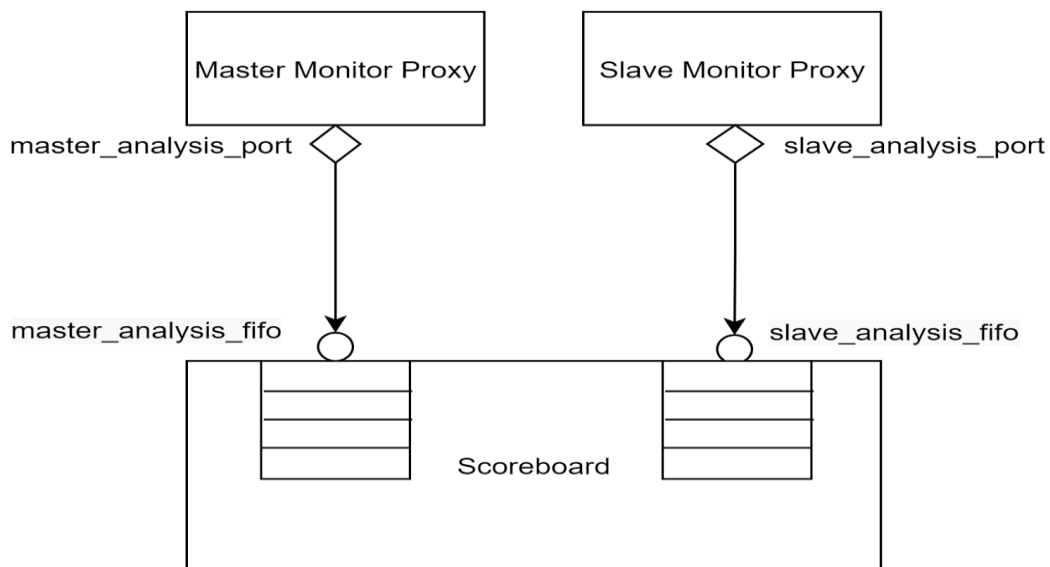 Master Monitor Proxy
Slave Monitor Proxy
master_analysis_port
slave_analysis_port
master_analysis_fifo
slave_analysis_fifo
Scoreboard